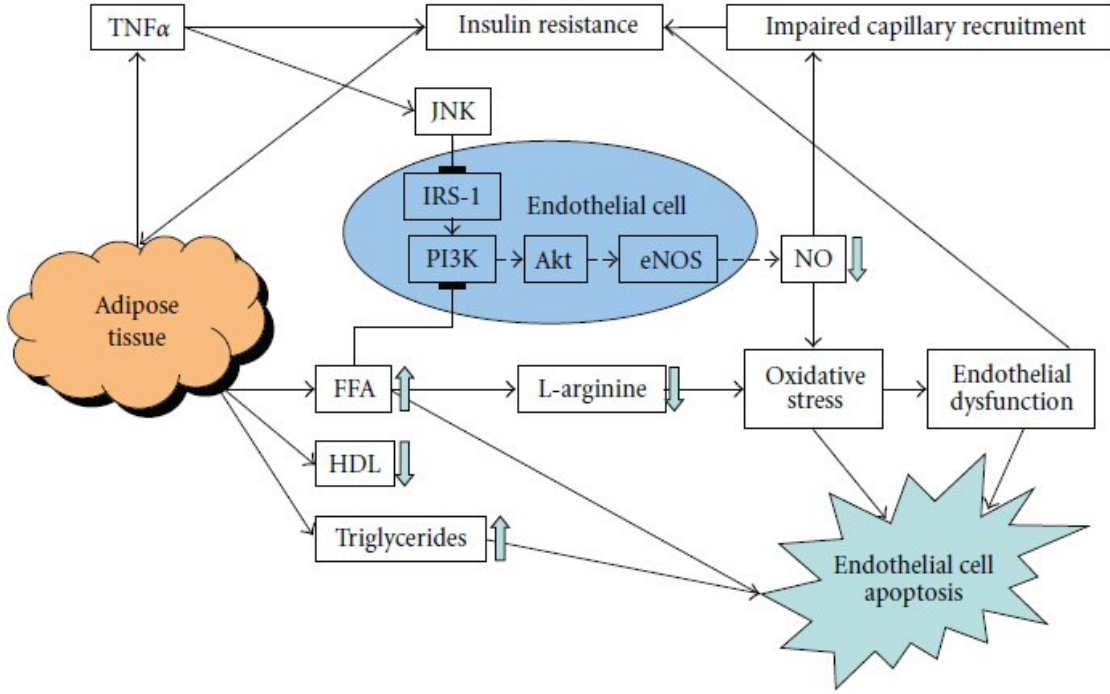 TNFα
Insulin resistance
Impaired capillary recruitment
JNK
IRS-1
Endothelial cell
PI3K
Akt
eNOS
NO
Adipose
tissue
FFA
L-arginine
Oxidative
stress
Endothelial
dysfunction
HDL
Triglycerides
Endothelial cell
apoptosis